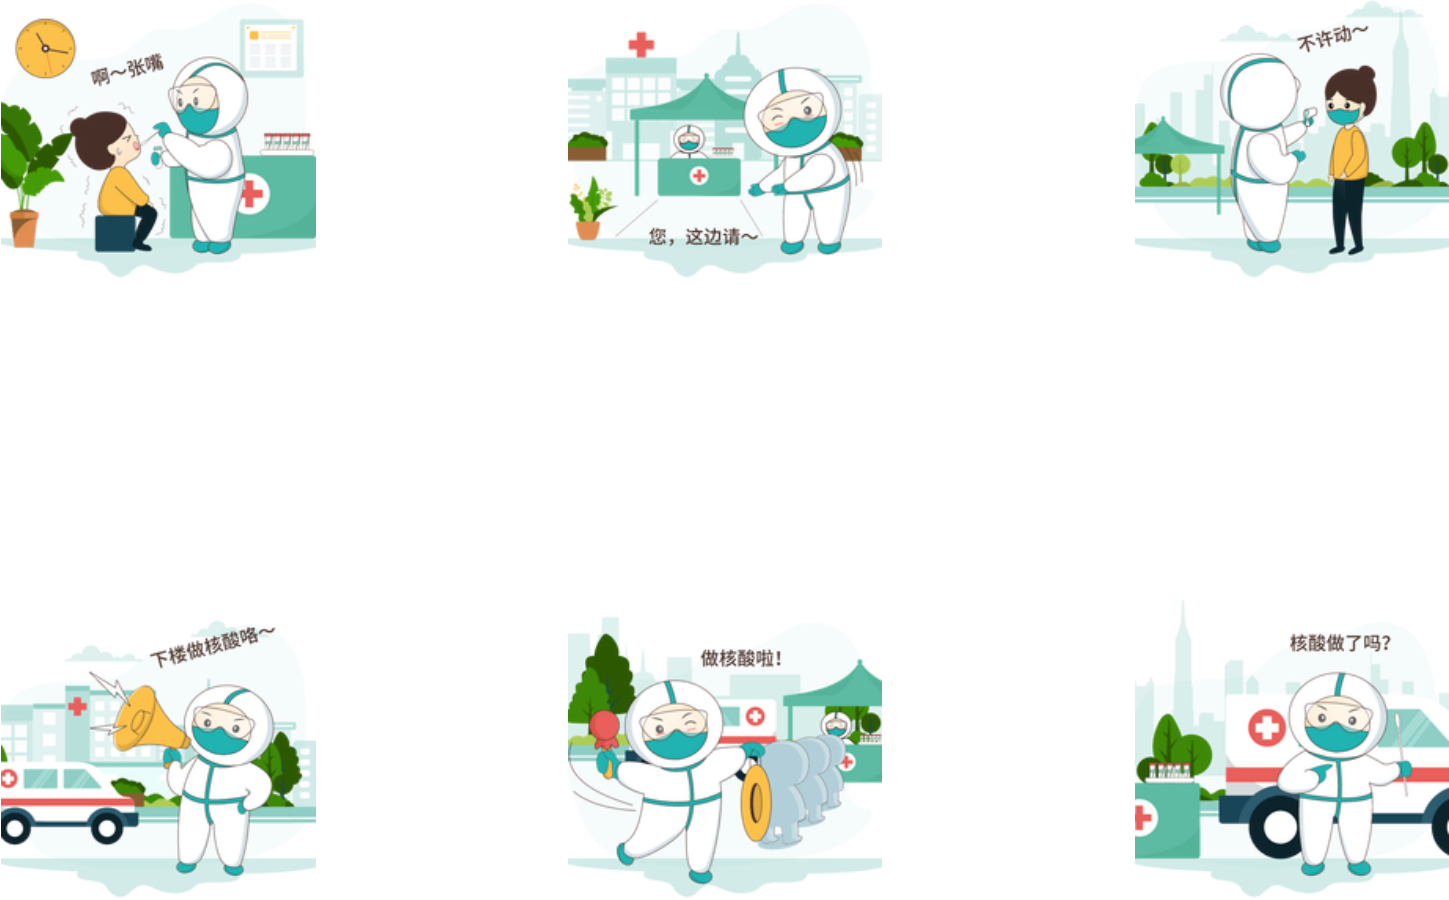 啊～张嘴
您，这边请～
不许动～
下楼做核酸咯～
做核酸啦！
核酸做了吗？